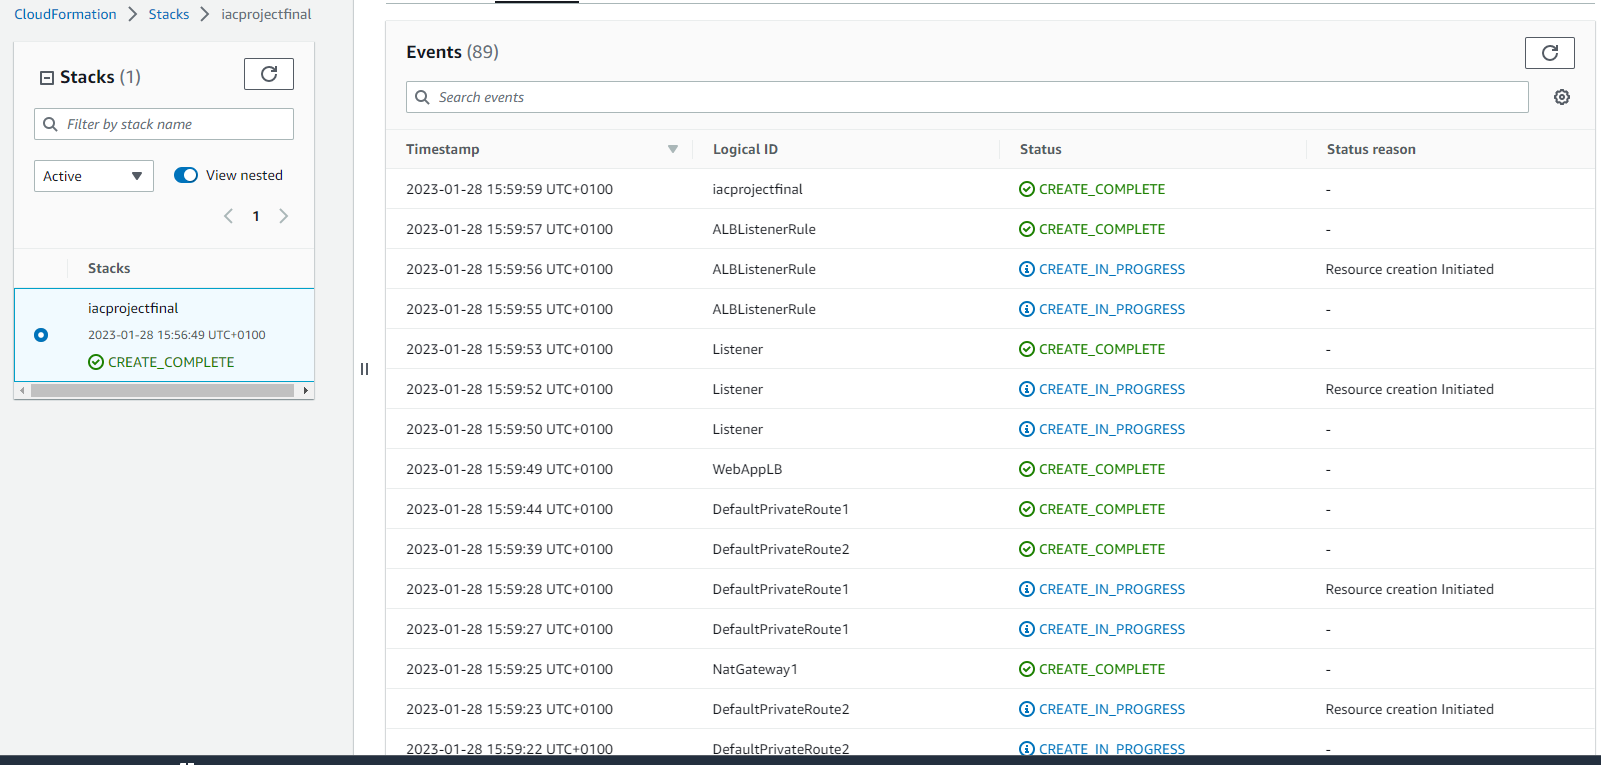 CloudFormation > Stacks > iacprojectfinal
Stacks (1)
Filter by stack name
Active
View nested
1
Stacks
iacprojectfinal
2023-01-28 15:56:49 UTC+0100
CREATE_COMPLETE
Events (89)
Search events
Timestamp Logical ID Status Status reason
2023-01-28 15:59:59 UTC+0100 iacprojectfinal CREATE_COMPLETE -
2023-01-28 15:59:57 UTC+0100 ALBListenerRule CREATE_COMPLETE -
2023-01-28 15:59:56 UTC+0100 ALBListenerRule CREATE_IN_PROGRESS Resource creation Initiated
2023-01-28 15:59:55 UTC+0100 ALBListenerRule CREATE_IN_PROGRESS -
2023-01-28 15:59:53 UTC+0100 Listener CREATE_COMPLETE -
2023-01-28 15:59:52 UTC+0100 Listener CREATE_IN_PROGRESS Resource creation Initiated
2023-01-28 15:59:50 UTC+0100 Listener CREATE_IN_PROGRESS -
2023-01-28 15:59:49 UTC+0100 WebAppLB CREATE_COMPLETE -
2023-01-28 15:59:44 UTC+0100 DefaultPrivateRoute1 CREATE_COMPLETE -
2023-01-28 15:59:39 UTC+0100 DefaultPrivateRoute2 CREATE_COMPLETE -
2023-01-28 15:59:28 UTC+0100 DefaultPrivateRoute1 CREATE_IN_PROGRESS Resource creation Initiated
2023-01-28 15:59:27 UTC+0100 DefaultPrivateRoute1 CREATE_IN_PROGRESS -
2023-01-28 15:59:25 UTC+0100 NatGateway1 CREATE_COMPLETE -
2023-01-28 15:59:23 UTC+0100 DefaultPrivateRoute2 CREATE_IN_PROGRESS Resource creation Initiated
2023-01-28 15:59:22 UTC+0100 DefaultPrivateRoute2 CREATE_IN_PROGRESS -